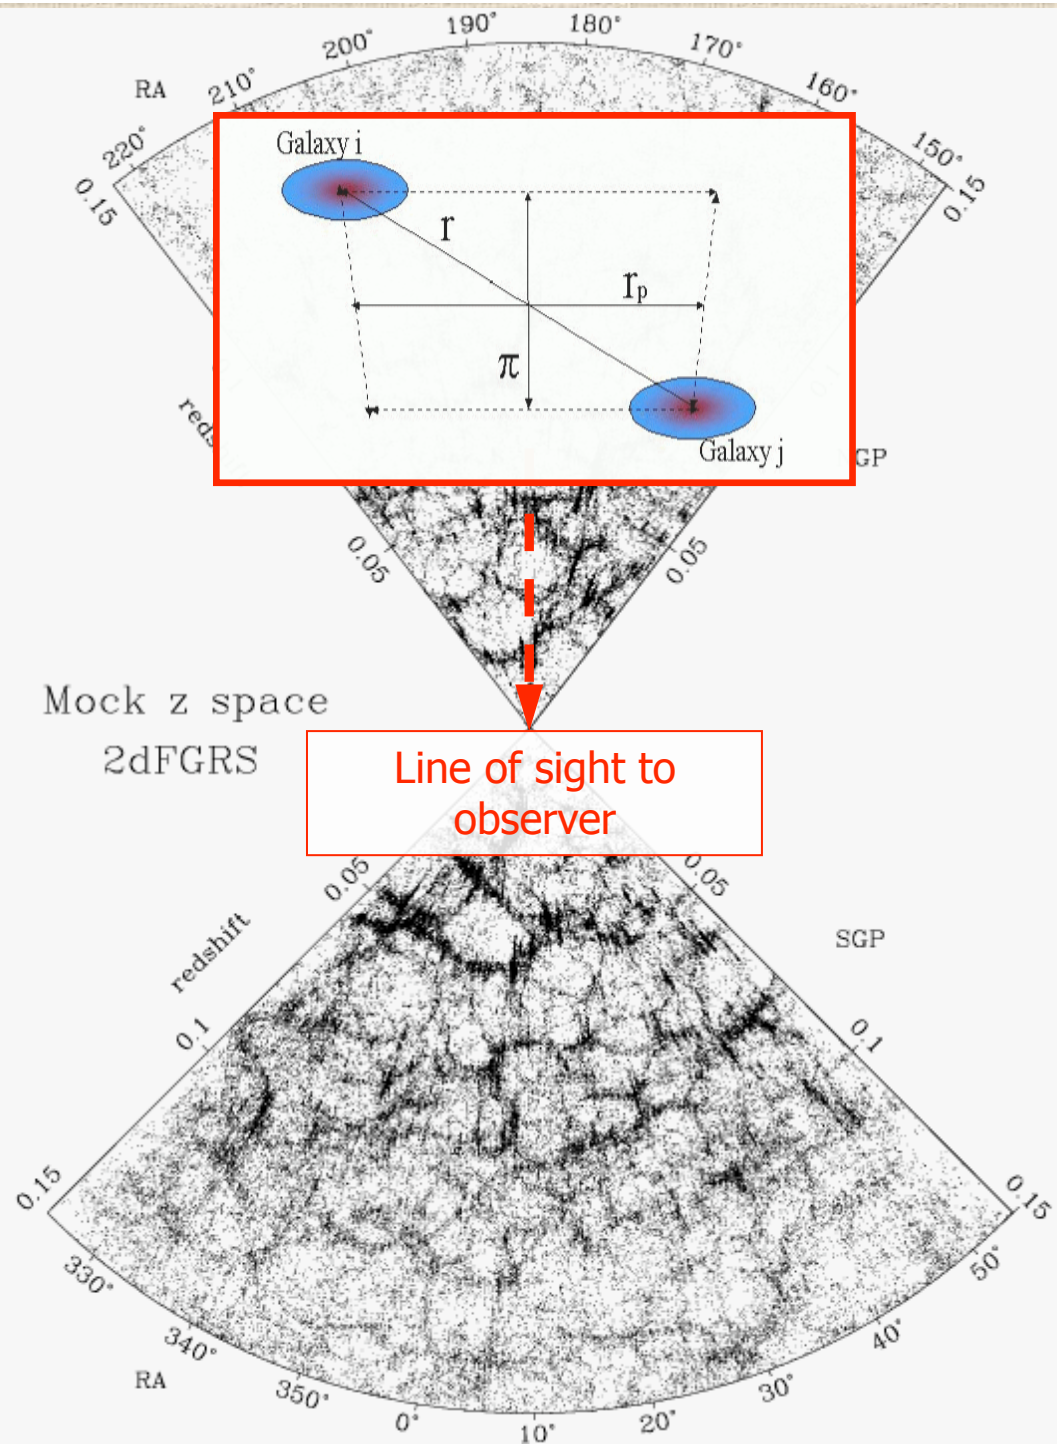 190° 180°
200° 170°
RA 210° 160°
220° 150°
0.15 0.15
Galaxy i
r
rp
π
Galaxy j
GP
0.05 0.05
Mock z space
2dFGRS
Line of sight to
observer
0.05 0.05
redshift SGP
0.1 0.1
0.15 0.15
330° 50°
340° 40°
RA 350° 30°
0° 10° 20°